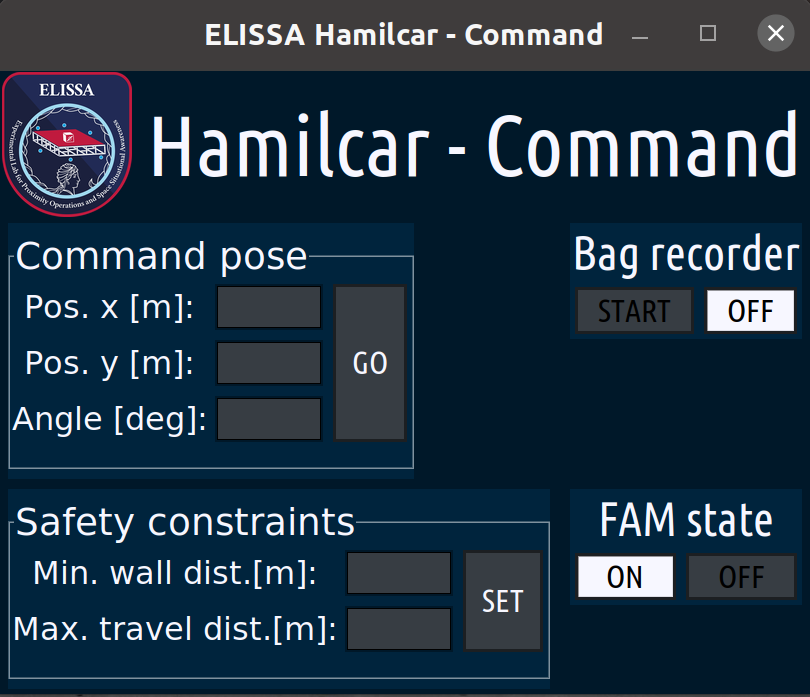 ELISSA Hamilcar - Command
ELISSA
Experimental Lab for Proximity Operations and Space Situational Awareness
Hamilcar - Command
Command pose
Pos. x [m]:
Pos. y [m]:
Angle [deg]:
GO
Bag recorder
START OFF
Safety constraints
Min. wall dist.[m]:
Max. travel dist.[m]:
SET
FAM state
ON OFF